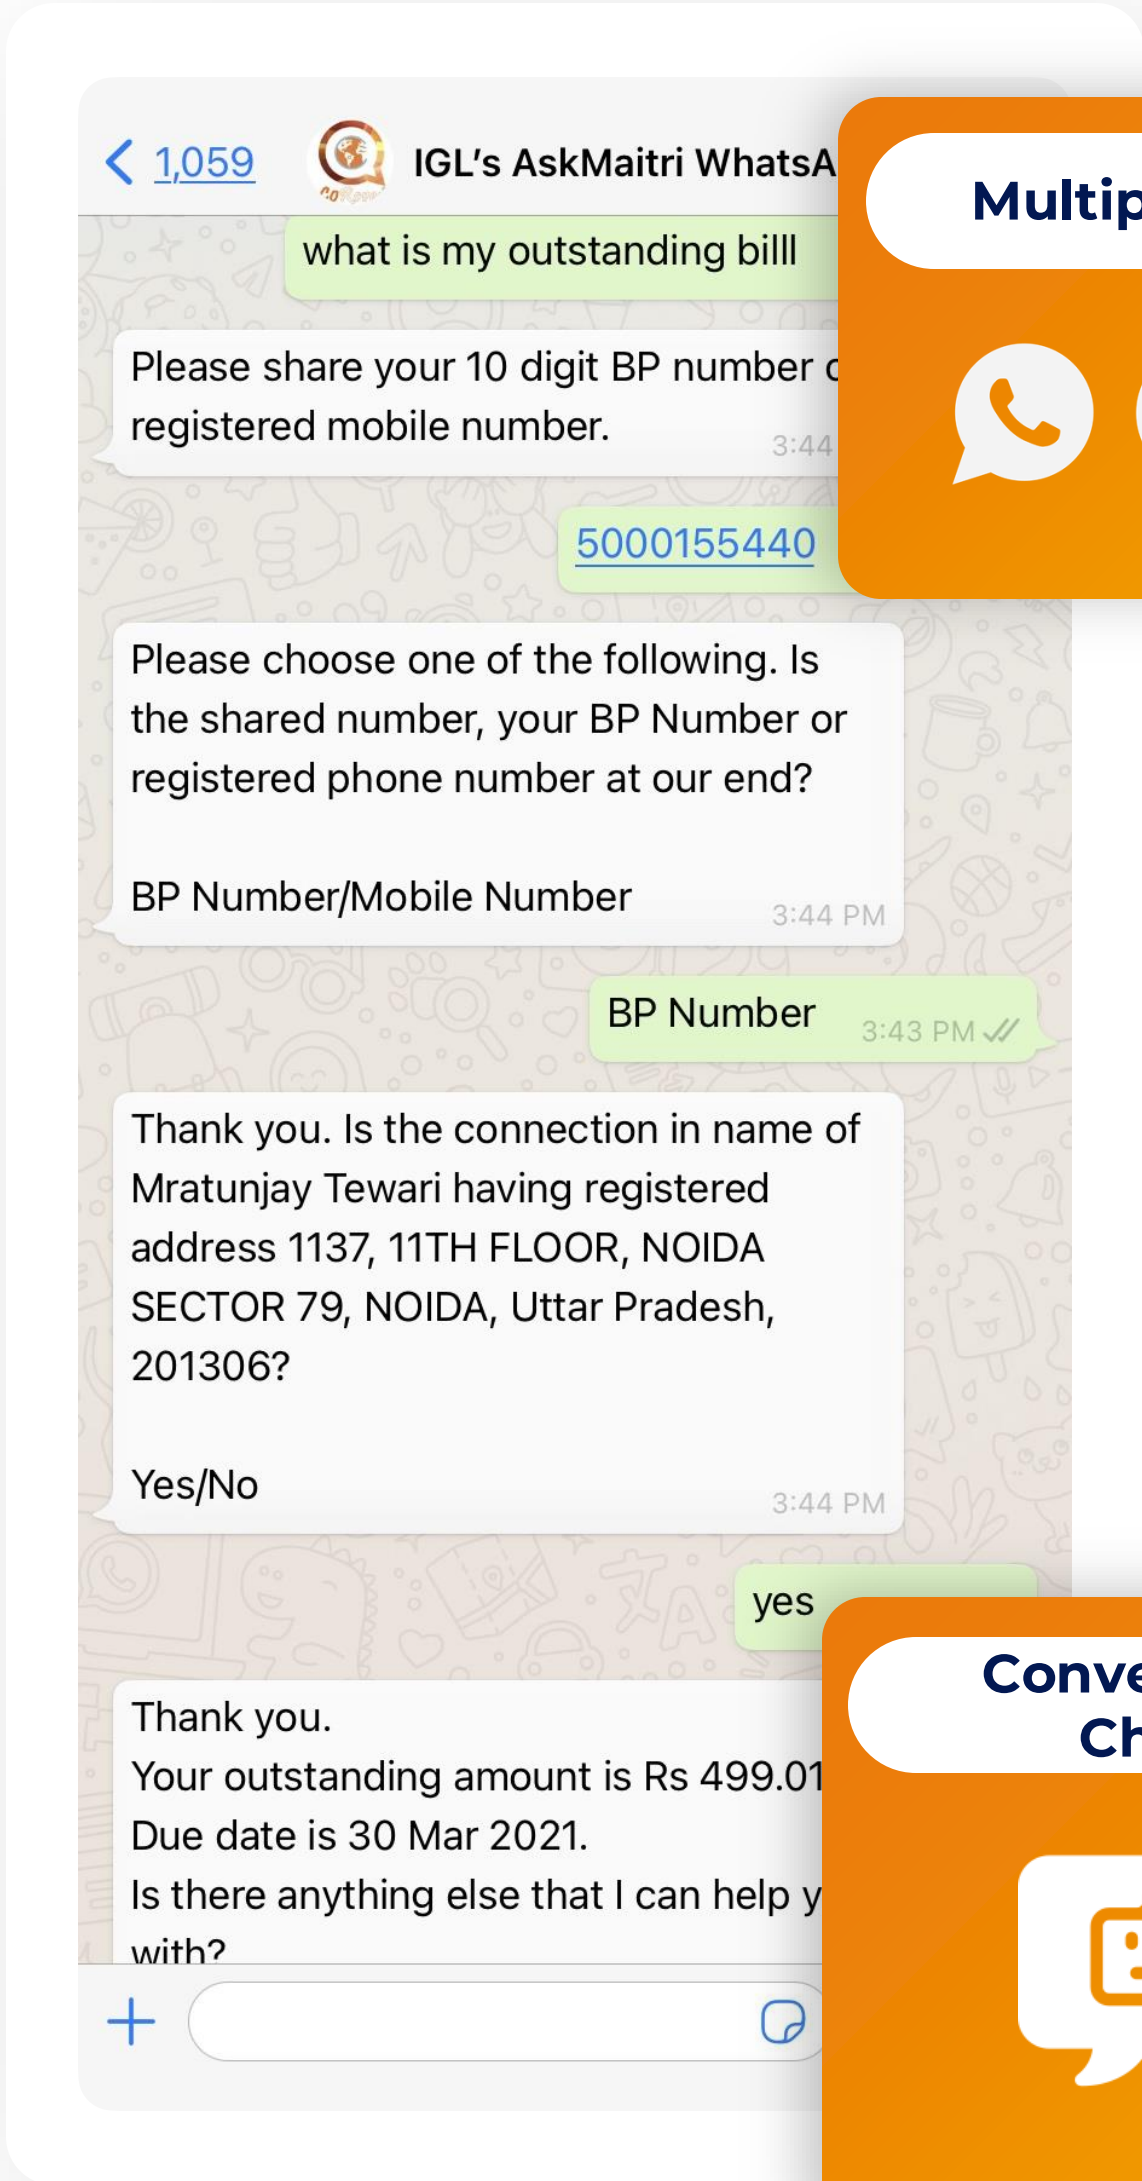 1,059
IGL's AskMaitri WhatsA
what is my outstanding billl
Please share your 10 digit BP number
registered mobile number.
3:44
5000155440
Please choose one of the following. Is
the shared number, your BP Number or
registered phone number at our end?
BP Number/Mobile Number
3:44 PM
BP Number
3:43 PM
Thank you. Is the connection in name of
Mratunjay Tewari having registered
address 1137, 11TH FLOOR, NOIDA
SECTOR 79, NOIDA, Uttar Pradesh,
201306?
Yes/No
3:44 PM
yes
Thank you.
Your outstanding amount is Rs 499.01
Due date is 30 Mar 2021.
Is there anything else that I can help y
with?
Multip
Conve
Ch